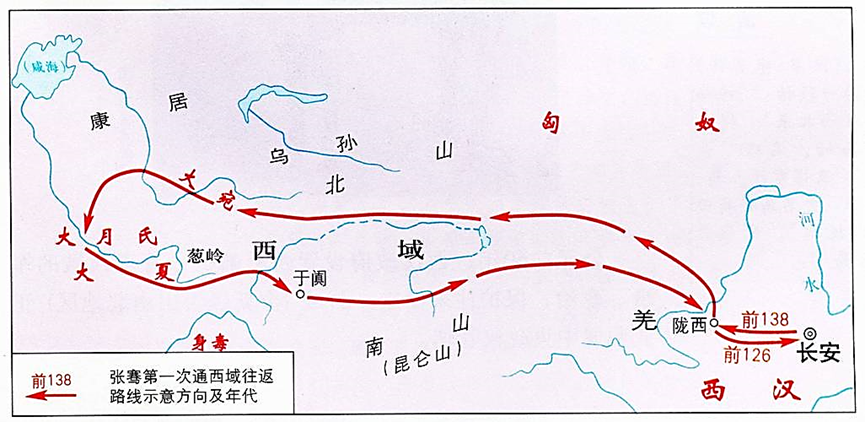 (咸海)
康居
乌孙
北山
匈奴
大宛
大月氏
大夏
葱岭
西域
于阗
南山
(昆仑山)
身毒
羌
陇西
河水
前138
前126
长安
西汉
前138
张骞第一次通西域往返
路线示意方向及年代